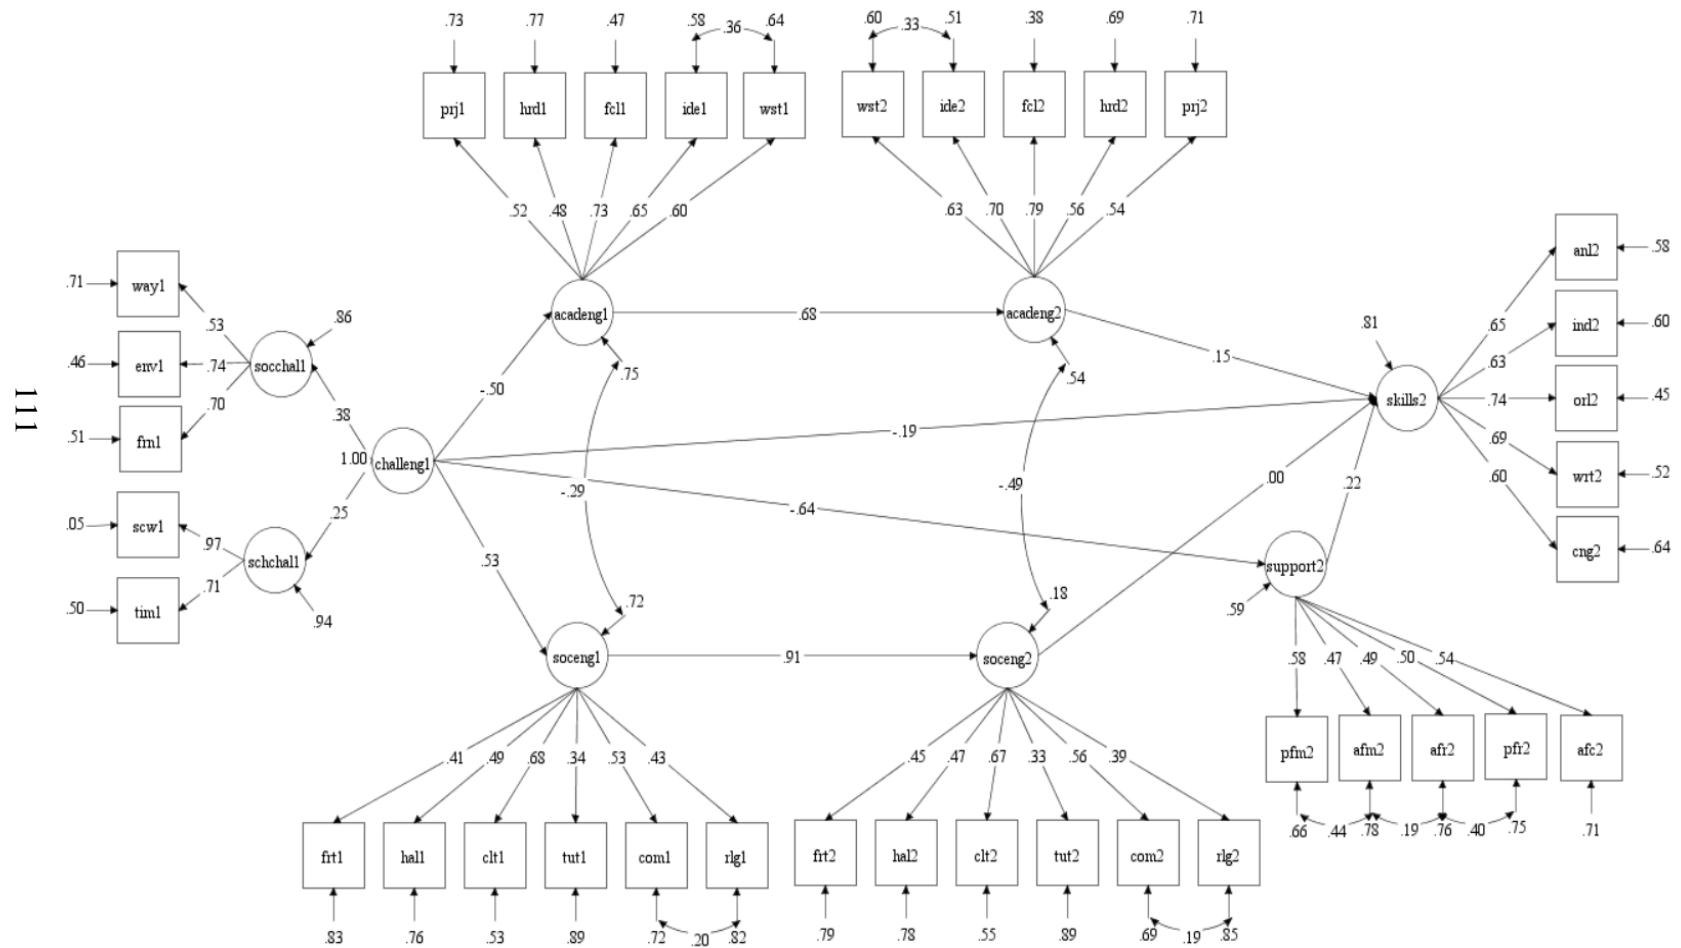 .73 .77 .47 .58 .36 .64 .60 .33 .51 .38 .69 .71
prj1 hrd1 fcl1 ide1 wst1 wst2 ide2 fcl2 hrd2 prj2
.52 .48 .73 .65 .60 .63 .70 .79 .56 .54
anl2 .58
.71 way1
acadeng1 .68 acadeng2
.53 .86
.81 .65 ind2 .60
.46 env1 .74 socchall1
.15
.63
.75 .54
-.50
.70 .38
skills2 .74 orl2 .45
111
.51 frn1
-.19
.69
1.00 challeng1
wrt2 .52
.60
-.29 -.49 .00 .22
.05 scw1 .97 .25
-.64
cng2 .64
schchall1 .53
support2
.71
.50 tim1 .94
.72 .18 .59
soceng1 .91 soceng2
.58 .47 .49 .50 .54
.41 .49 .68 .34 .53 .43 .45 .47 .67 .33 .56 .39
pfm2 afm2 afr2 pfr2 afc2
.66 .44 .78 .19 .76 .40 .75 .71
frt1 hal1 clt1 tut1 com1 rlg1 frt2 hal2 clt2 tut2 com2 rlg2
.83 .76 .53 .89 .72 .20 .82 .79 .78 .55 .89 .69 .19 .85